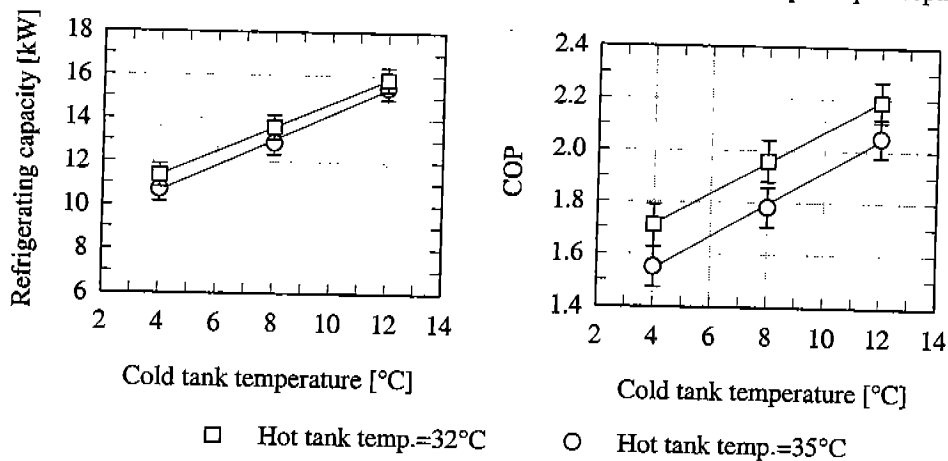 Refrigerating capacity [kW]
18
16
14
13
10
8
6
2 4 6 8 10 12 14
Cold tank temperature [°C]
COP
2.4
2.2
2.0
1.8
1.6
1.4
2 4 6 8 10 12 14
Cold tank temperature [°C]
□ Hot tank temp.=32°C ○ Hot tank temp.=35°C